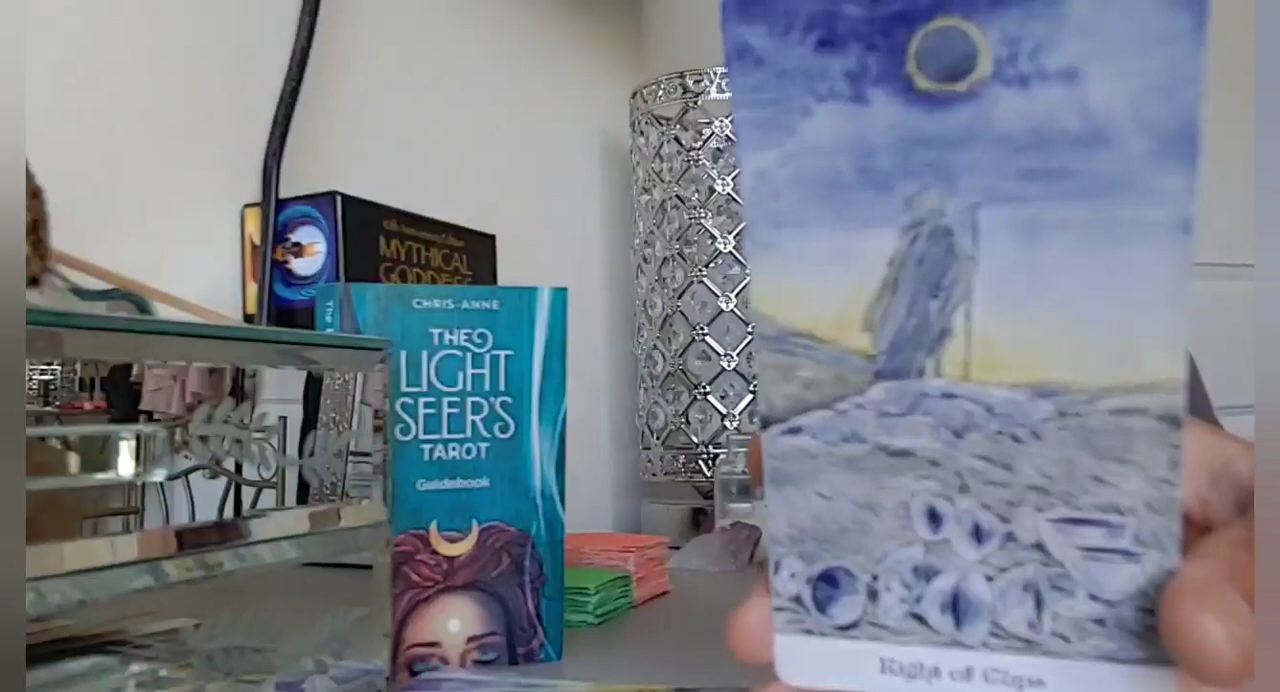 MYTHICAL
GODDESS
CHRIS-ANNE
THE
LIGHT
SEER'S
TAROT
Guidebook
Eight of Cups